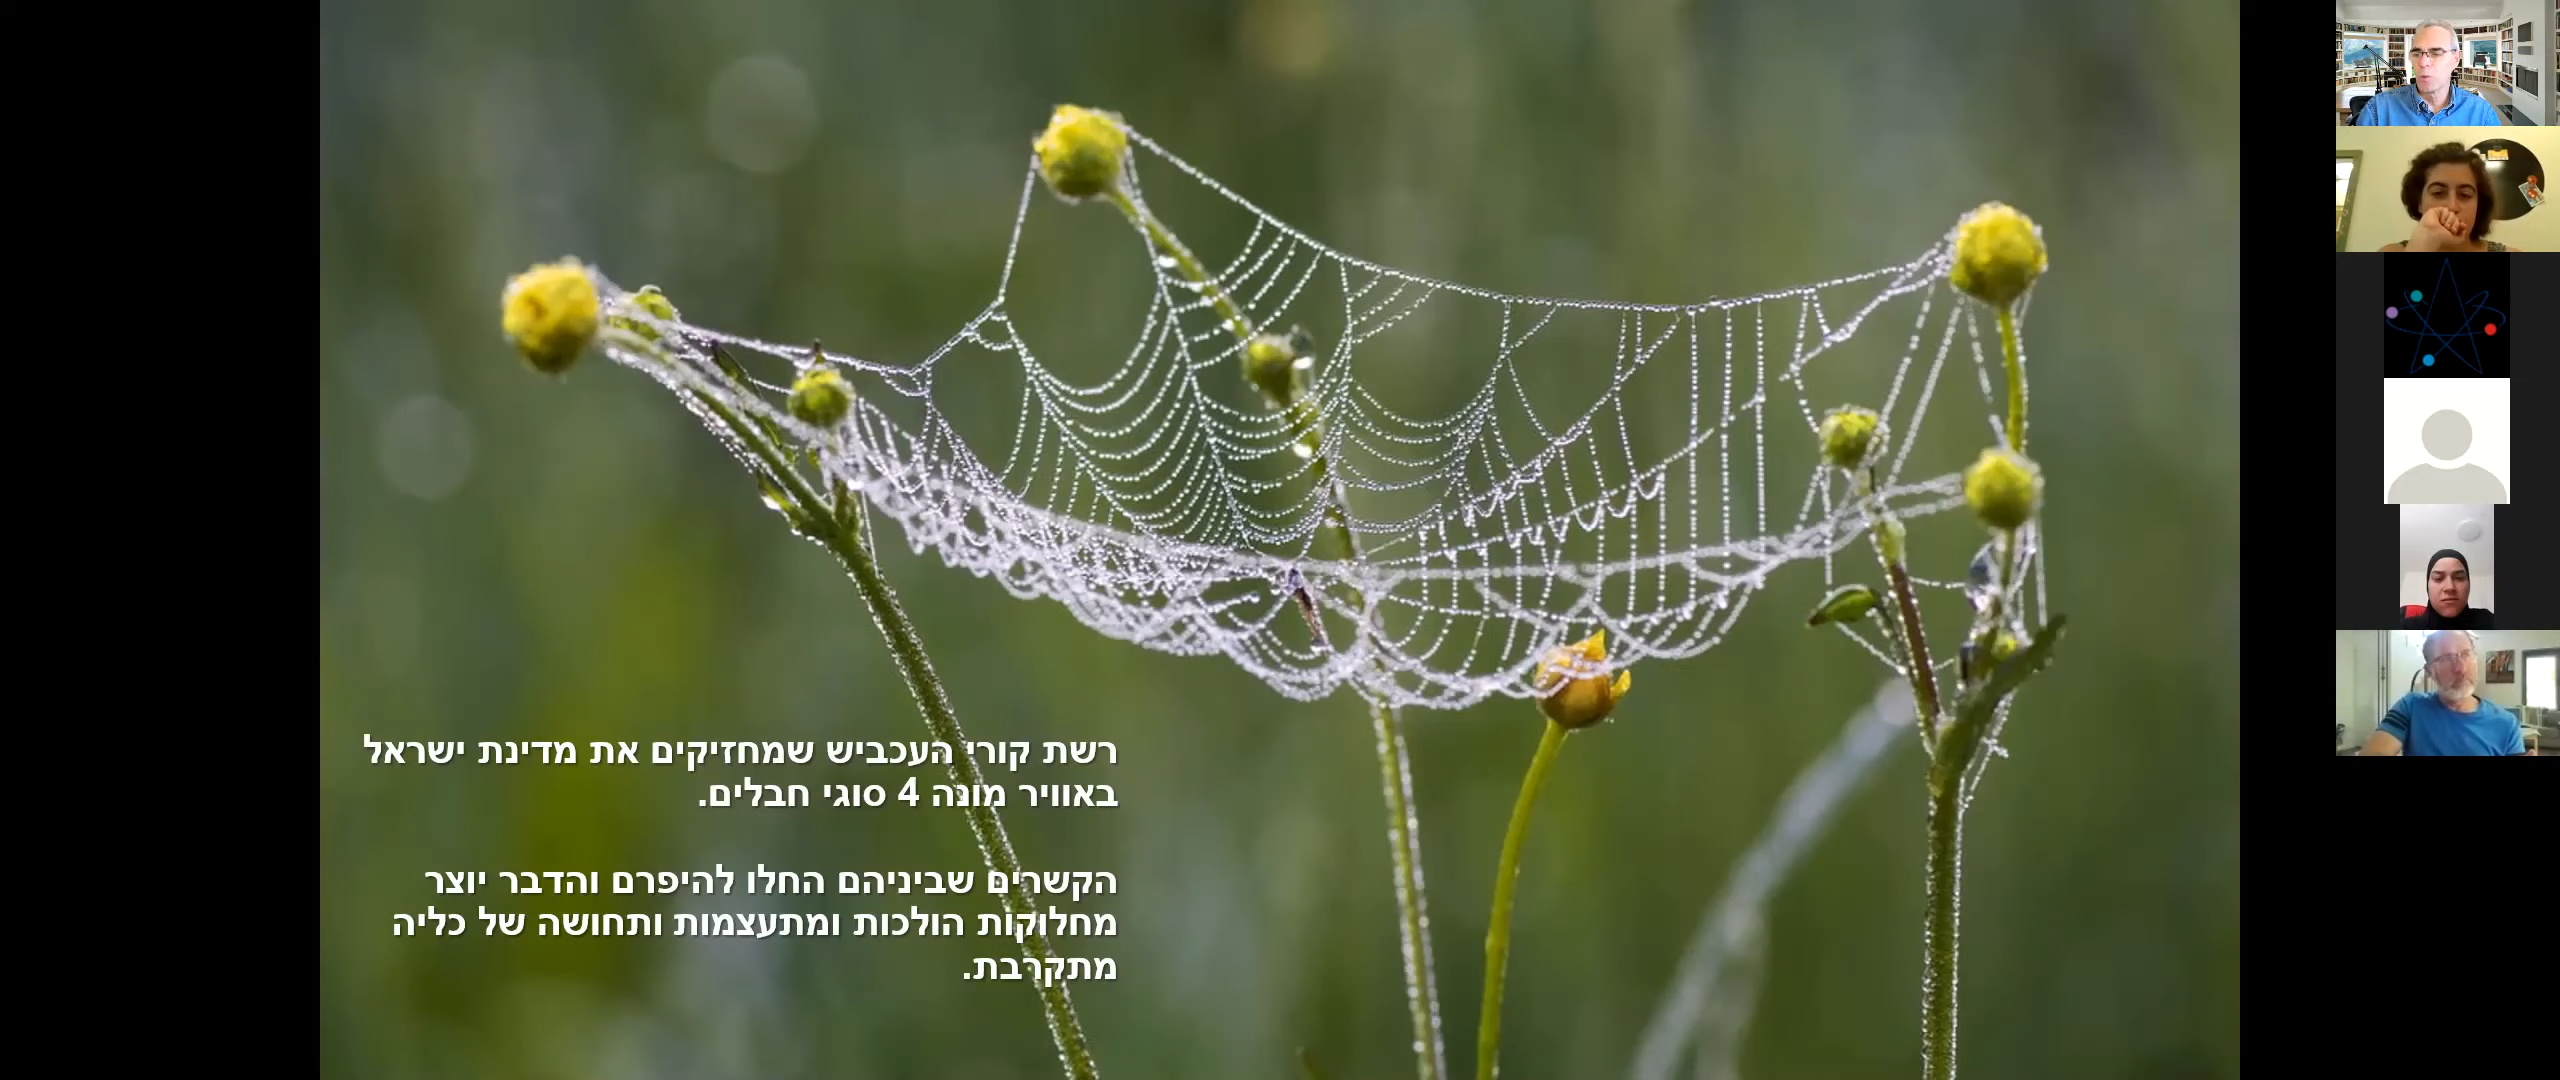 רשת קורי העכביש שמחזיקים את מדינת ישראל
באוויר מונה 4 סוגי חבלים.
הקשרים שביניהם החלו להיפרם והדבר יוצר
מחלוקות הולכות ומתעצמות ותחושה של כליה
מתקרבת.